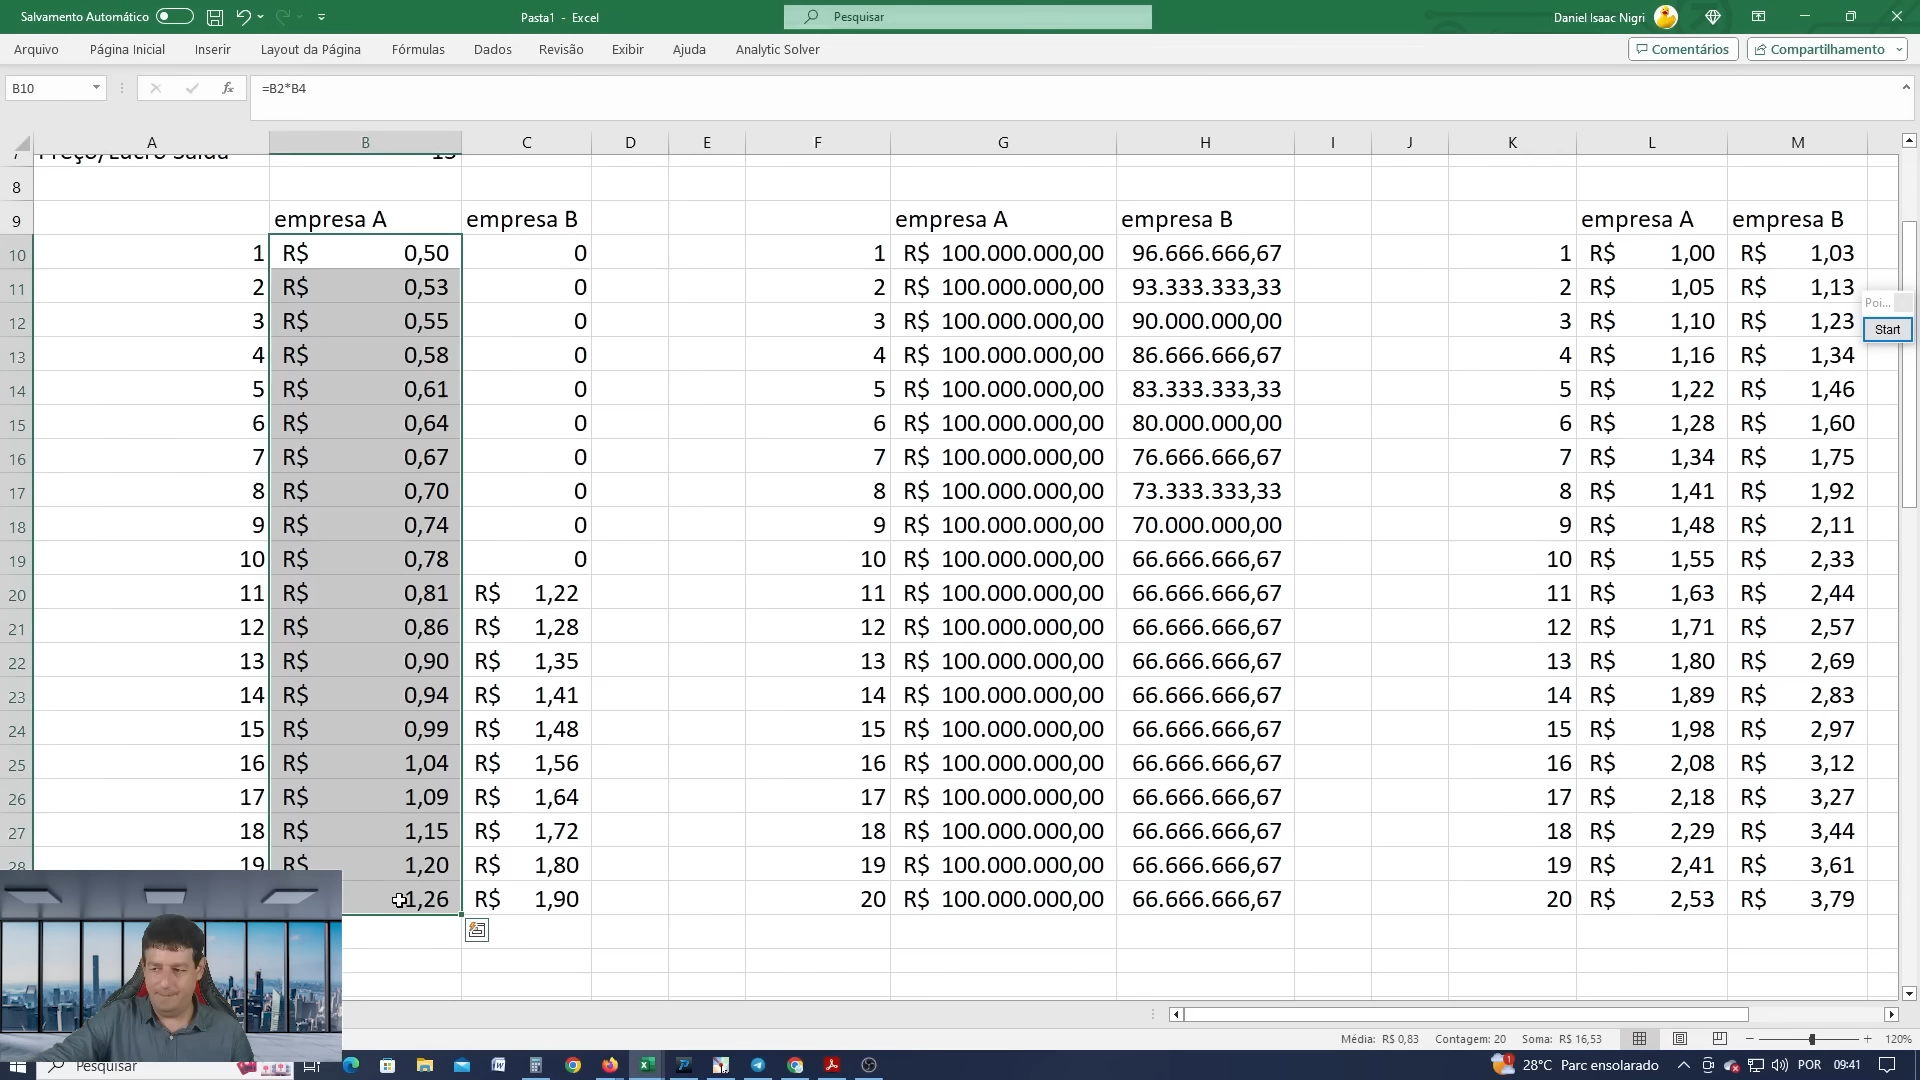 Salvamento Automático
Pasta1 - Excel
Pesquisar
Daniel Isaac Nigri
Arquivo Página Inicial Inserir Layout da Página Fórmulas Dados Revisão Exibir Ajuda Analytic Solver
Comentários Compartilhamento
B10 fx =B2*B4
A B C D E F G H I J K L M
7 Preço/Lucro Saída 15
8
9 empresa A empresa B empresa A empresa B empresa A empresa B
10 1 R$ 0,50 0 1 R$ 100.000.000,00 96.666.666,67 1 R$ 1,00 R$ 1,03
11 2 R$ 0,53 0 2 R$ 100.000.000,00 93.333.333,33 2 R$ 1,05 R$ 1,13
Poi...
12 3 R$ 0,55 0 3 R$ 100.000.000,00 90.000.000,00 3 R$ 1,10 R$ 1,23
Start
13 4 R$ 0,58 0 4 R$ 100.000.000,00 86.666.666,67 4 R$ 1,16 R$ 1,34
14 5 R$ 0,61 0 5 R$ 100.000.000,00 83.333.333,33 5 R$ 1,22 R$ 1,46
15 6 R$ 0,64 0 6 R$ 100.000.000,00 80.000.000,00 6 R$ 1,28 R$ 1,60
16 7 R$ 0,67 0 7 R$ 100.000.000,00 76.666.666,67 7 R$ 1,34 R$ 1,75
17 8 R$ 0,70 0 8 R$ 100.000.000,00 73.333.333,33 8 R$ 1,41 R$ 1,92
18 9 R$ 0,74 0 9 R$ 100.000.000,00 70.000.000,00 9 R$ 1,48 R$ 2,11
19 10 R$ 0,78 0 10 R$ 100.000.000,00 66.666.666,67 10 R$ 1,55 R$ 2,33
20 11 R$ 0,81 R$ 1,22 11 R$ 100.000.000,00 66.666.666,67 11 R$ 1,63 R$ 2,44
21 12 R$ 0,86 R$ 1,28 12 R$ 100.000.000,00 66.666.666,67 12 R$ 1,71 R$ 2,57
22 13 R$ 0,90 R$ 1,35 13 R$ 100.000.000,00 66.666.666,67 13 R$ 1,80 R$ 2,69
23 14 R$ 0,94 R$ 1,41 14 R$ 100.000.000,00 66.666.666,67 14 R$ 1,89 R$ 2,83
24 15 R$ 0,99 R$ 1,48 15 R$ 100.000.000,00 66.666.666,67 15 R$ 1,98 R$ 2,97
25 16 R$ 1,04 R$ 1,56 16 R$ 100.000.000,00 66.666.666,67 16 R$ 2,08 R$ 3,12
26 17 R$ 1,09 R$ 1,64 17 R$ 100.000.000,00 66.666.666,67 17 R$ 2,18 R$ 3,27
27 18 R$ 1,15 R$ 1,72 18 R$ 100.000.000,00 66.666.666,67 18 R$ 2,29 R$ 3,44
28 19 R$ 1,20 R$ 1,80 19 R$ 100.000.000,00 66.666.666,67 19 R$ 2,41 R$ 3,61
1,26 R$ 1,90 20 R$ 100.000.000,00 66.666.666,67 20 R$ 2,53 R$ 3,79
Média: R$ 0,83 Contagem: 20 Soma: R$ 16,53 120%
Pesquisar 28°C Parc ensolarado POR 09:41